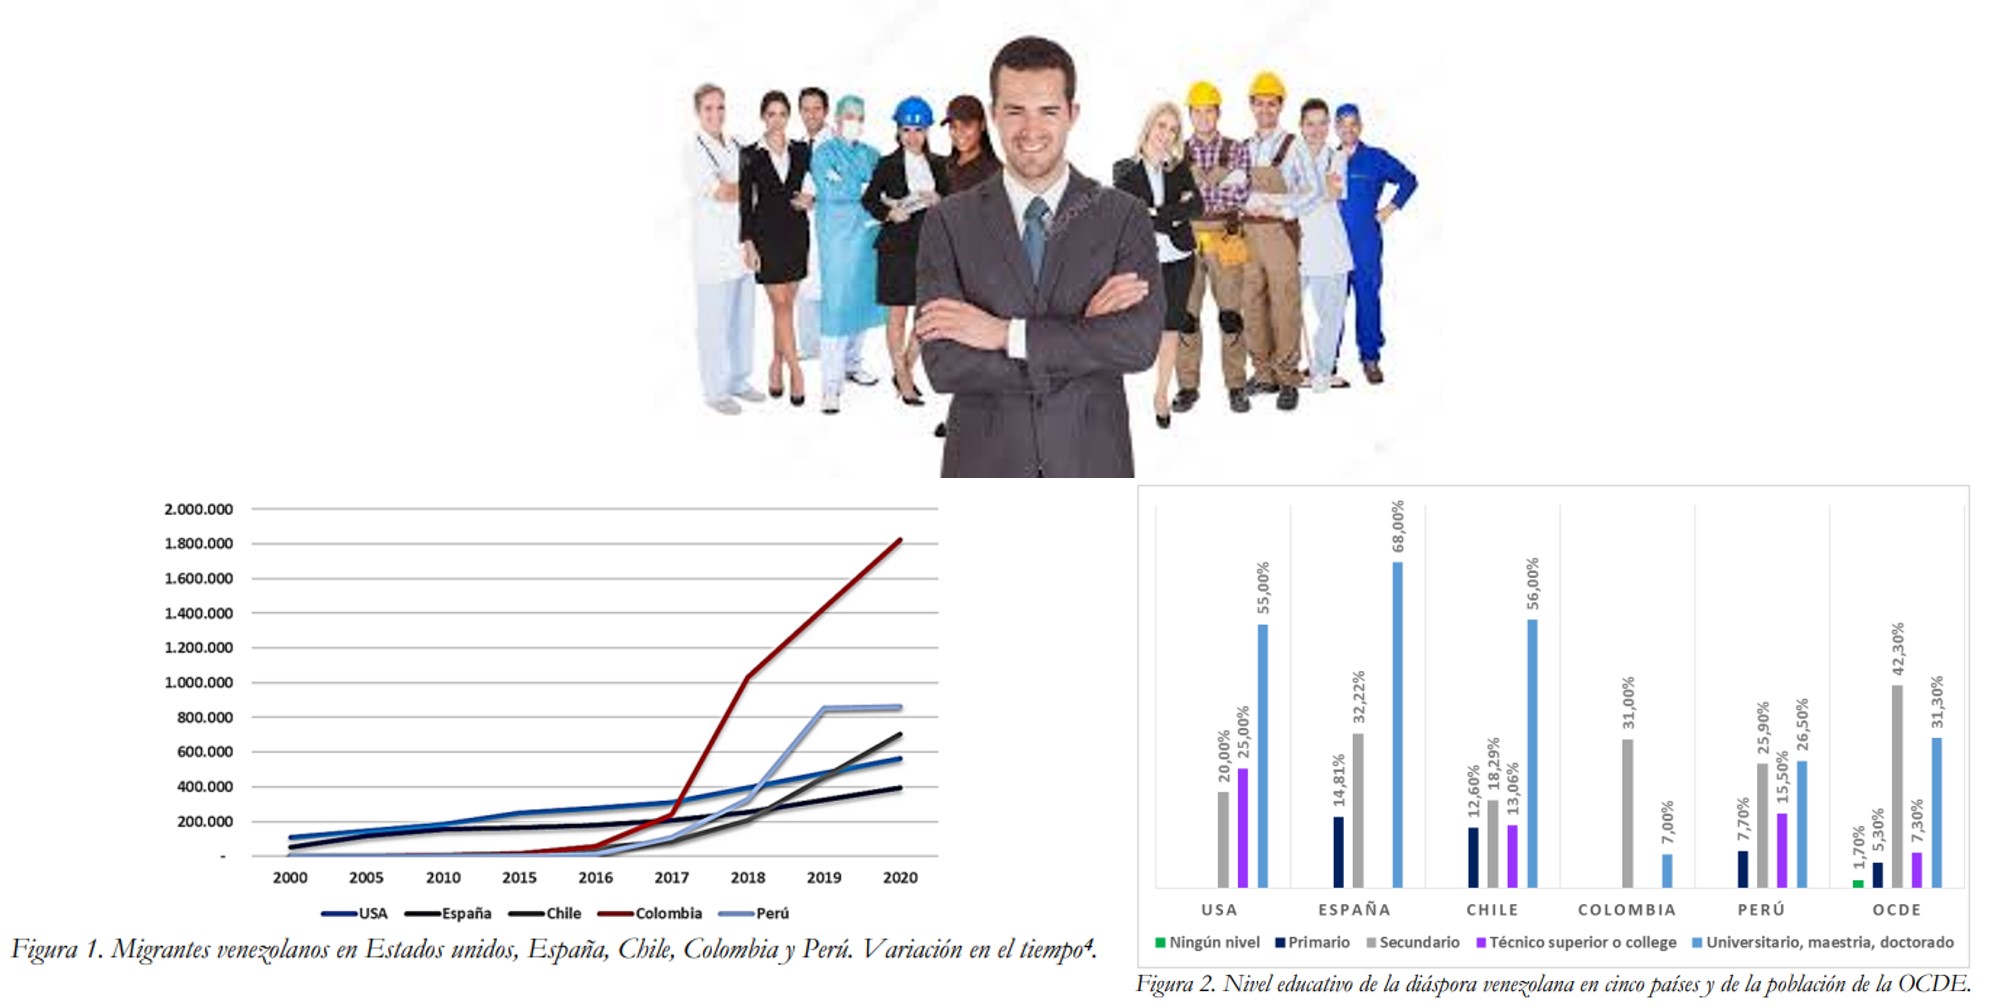 2.000.000
1.800.000
1.600.000
1.400.000
1.200.000
1.000.000
800.000
600.000
400.000
200.000
-
2000 2005 2010 2015 2016 2017 2018 2019 2020
USA España Chile Colombia Perú
Figura 1. Migrantes venezolanos en Estados unidos, España, Chile, Colombia y Perú. Variación en el tiempo⁴.
20,00% 25,00% 55,00%
14,81% 32,22% 68,00%
12,60% 18,29% 13,06% 56,00%
31,00% 7,00%
7,70% 25,90% 15,50% 26,50%
1,70% 5,30% 42,30% 7,30% 31,30%
USA ESPAÑA CHILE COLOMBIA PERÚ OCDE
Ningún nivel Primario Secundario Técnico superior o college Universitario, maestria, doctorado
Figura 2. Nivel educativo de la diáspora venezolana en cinco países y de la población de la OCDE.